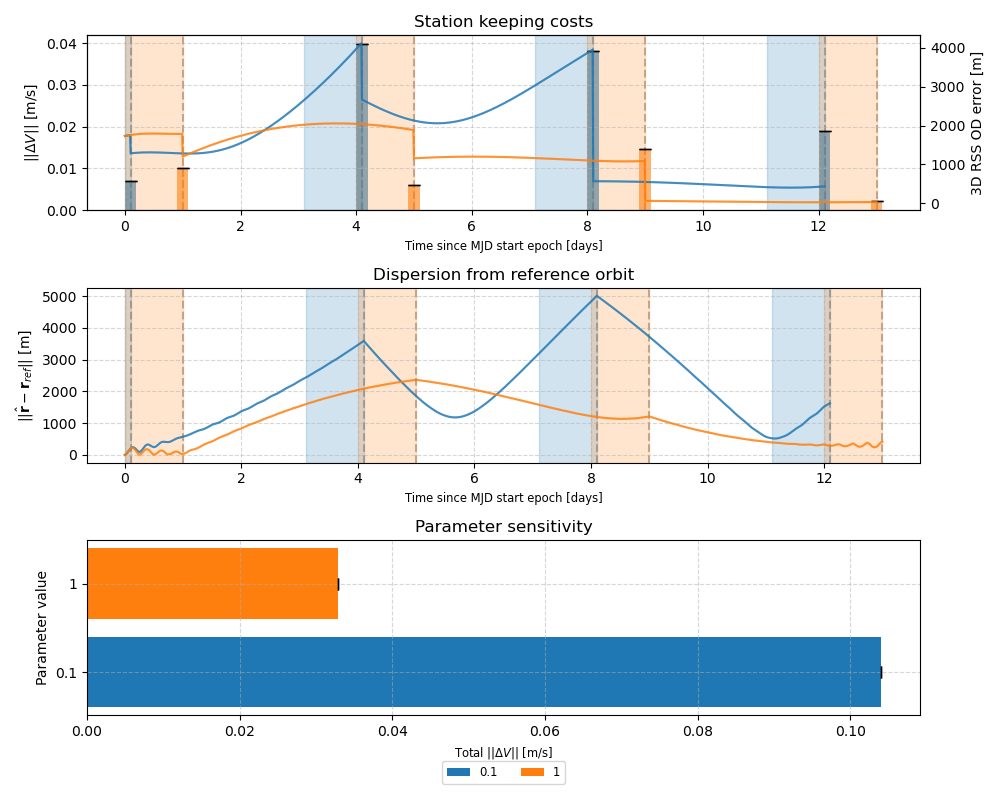 Station keeping costs
||ΔV|| [m/s]
0.04
0.03
0.02
0.01
0.00
4000
3000
2000
1000
0
3D RSS OD error [m]
0 2 4 6 8 10 12
Time since MJD start epoch [days]
Dispersion from reference orbit
||r̂ − r_ref|| [m]
5000
4000
3000
2000
1000
0
0 2 4 6 8 10 12
Time since MJD start epoch [days]
Parameter sensitivity
Parameter value
1
0.1
0.00 0.02 0.04 0.06 0.08 0.10
Total ||ΔV|| [m/s]
0.1 1